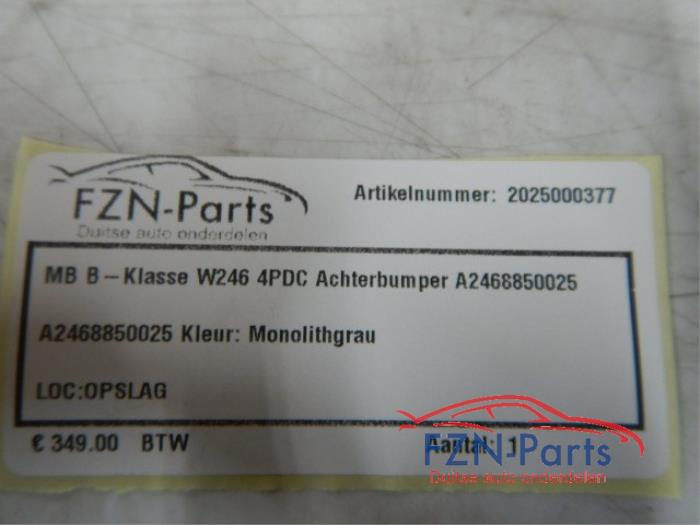 FZN-Parts
Duitse auto onderdelen
Artikelnummer: 2025000377
MB B-Klasse W246 4PDC Achterbumper A2468850025
A2468850025 Kleur: Monolithgrau
LOC:OPSLAG
€ 349.00 BTW
Aantal: 1
FZN-Parts
Duitse auto onderdelen